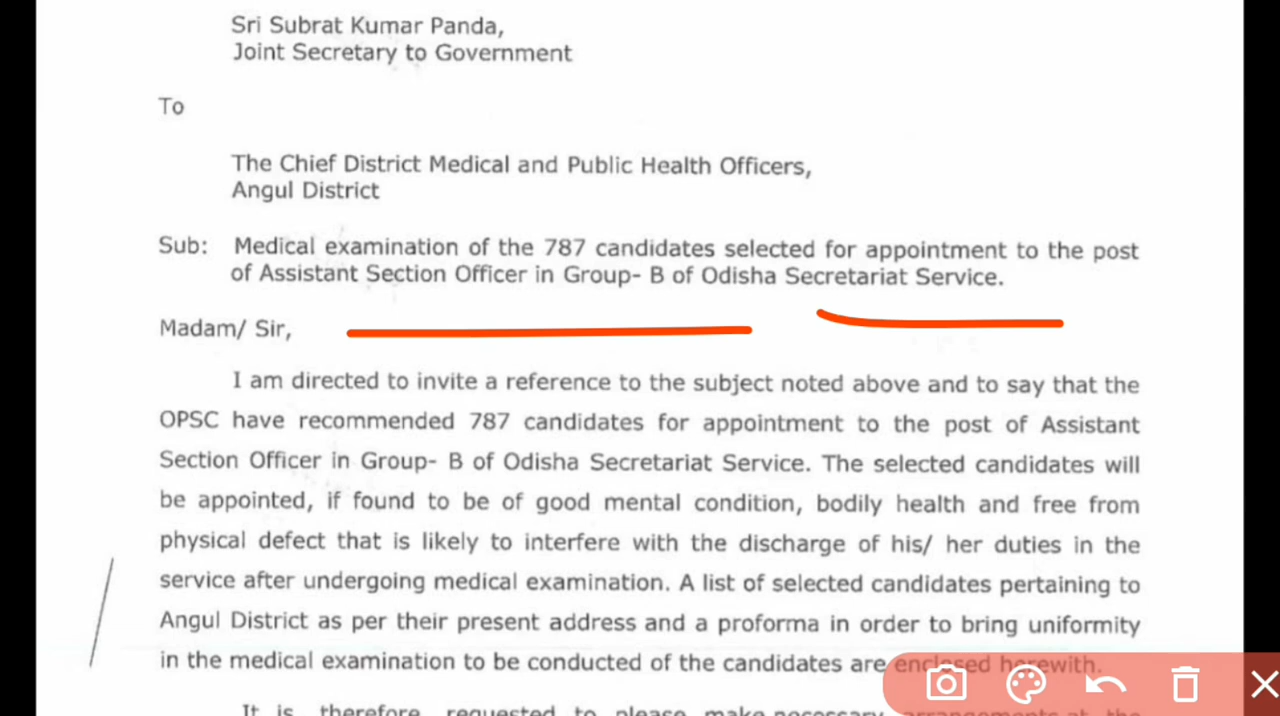 Sri Subrat Kumar Panda,
Joint Secretary to Government
To
The Chief District Medical and Public Health Officers,
Angul District
Sub: Medical examination of the 787 candidates selected for appointment to the post
of Assistant Section Officer in Group- B of Odisha Secretariat Service.
Madam/ Sir,
I am directed to invite a reference to the subject noted above and to say that the
OPSC have recommended 787 candidates for appointment to the post of Assistant
Section Officer in Group- B of Odisha Secretariat Service. The selected candidates will
be appointed, if found to be of good mental condition, bodily health and free from
physical defect that is likely to interfere with the discharge of his/ her duties in the
service after undergoing medical examination. A list of selected candidates pertaining to
Angul District as per their present address and a proforma in order to bring uniformity
in the medical examination to be conducted of the candidates are enclosed herewith.
It is therefore requested to please make necessary arrangements at the